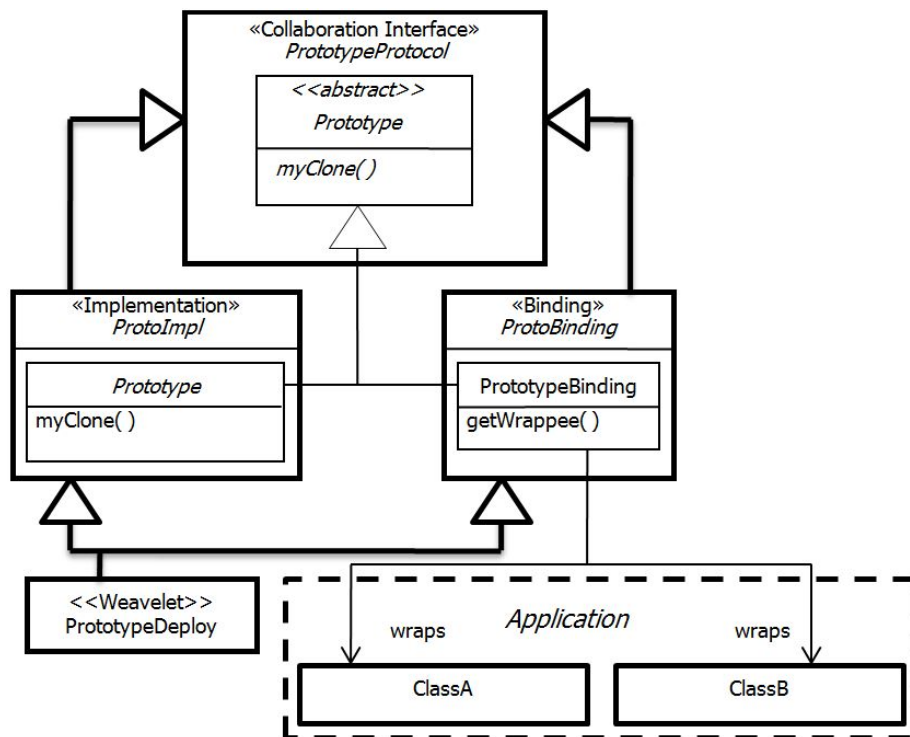 «Collaboration Interface»
PrototypeProtocol
<<abstract>>
Prototype
myClone( )
«Implementation»
ProtoImpl
Prototype
myClone( )
«Binding»
ProtoBinding
PrototypeBinding
getWrappee( )
<<Weavelet>>
PrototypeDeploy
Application
wraps
wraps
ClassA
ClassB